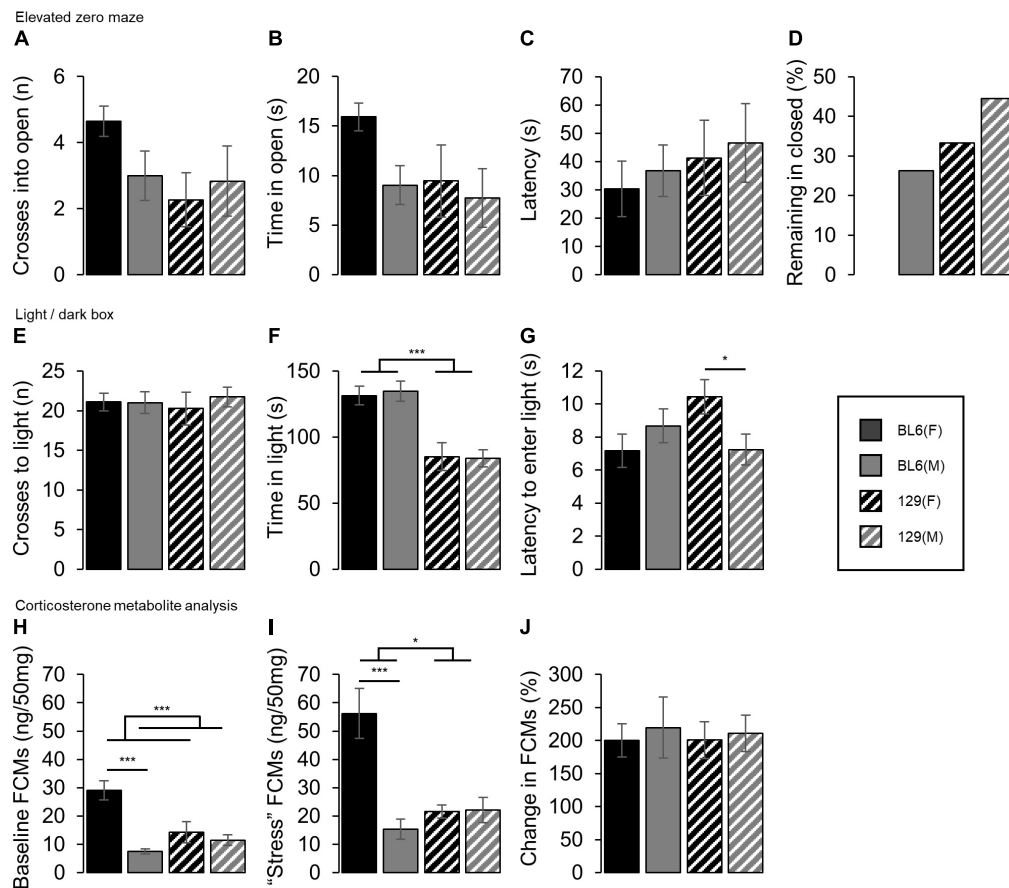 Elevated zero maze
A
B
C
D
Crosses into open (n)
6
4
2
0
Time in open (s)
20
15
10
5
0
Latency (s)
70
60
50
40
30
20
10
0
Remaining in closed (%)
50
40
30
20
10
0
Light / dark box
E
F
G
Crosses to light (n)
25
20
15
10
5
0
Time in light (s)
150
100
50
0
***
Latency to enter light (s)
12
10
8
6
4
2
0
*
BL6(F)
BL6(M)
129(F)
129(M)
Corticosterone metabolite analysis
H
I
J
Baseline FCMs (ng/50mg)
70
60
50
40
30
20
10
0
***
***
"Stress" FCMs (ng/50mg)
70
60
50
40
30
20
10
0
*
***
Change in FCMs (%)
300
250
200
150
100
50
0